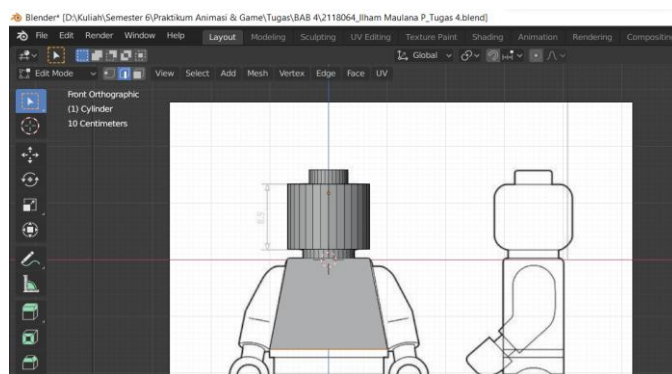 Blender* [D:\Kuliah\Semester 6\Praktikum Animasi & Game\Tugas\BAB 4\2118064_Ilham Maulana P_Tugas 4.blend]
File Edit Render Window Help Layout Modeling Sculpting UV Editing Texture Paint Shading Animation Rendering Compositing
Global
Edit Mode View Select Add Mesh Vertex Edge Face UV
Front Orthographic
(1) Cylinder
10 Centimeters
8.5